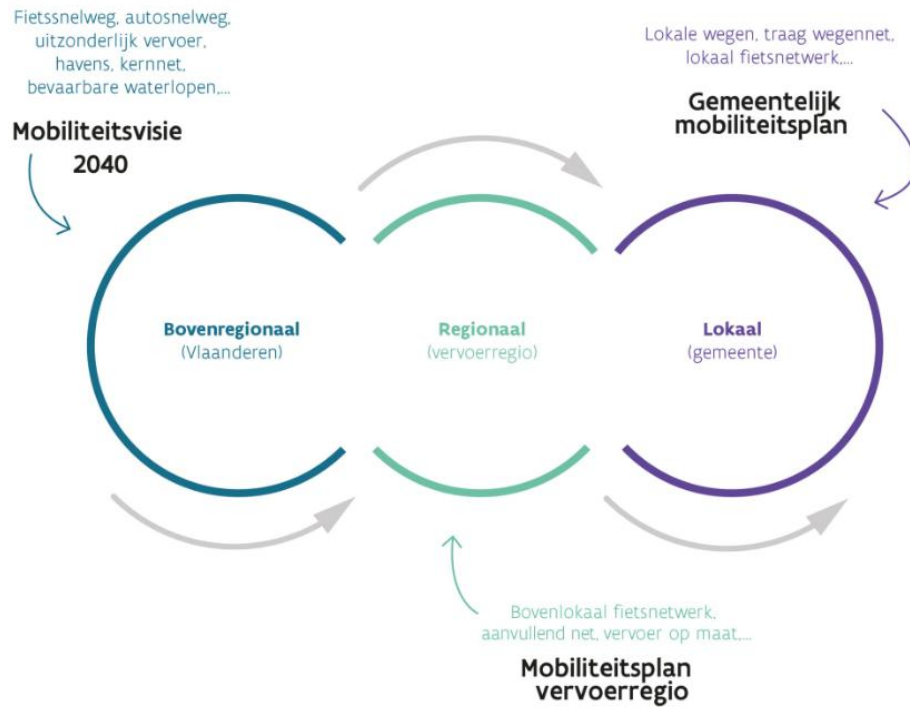 Fietssnelweg, autosnelweg,
uitzonderlijk vervoer,
havens, kernnet,
bevaarbare waterlopen,...
Mobiliteitsvisie
2040
Lokale wegen, traag wegennet,
lokaal fietsnetwerk,...
Gemeentelijk
mobiliteitsplan
Bovenregionaal
(Vlaanderen)
Regionaal
(vervoerregio)
Lokaal
(gemeente)
Bovenlokaal fietsnetwerk,
aanvullend net, vervoer op maat,...
Mobiliteitsplan
vervoerregio